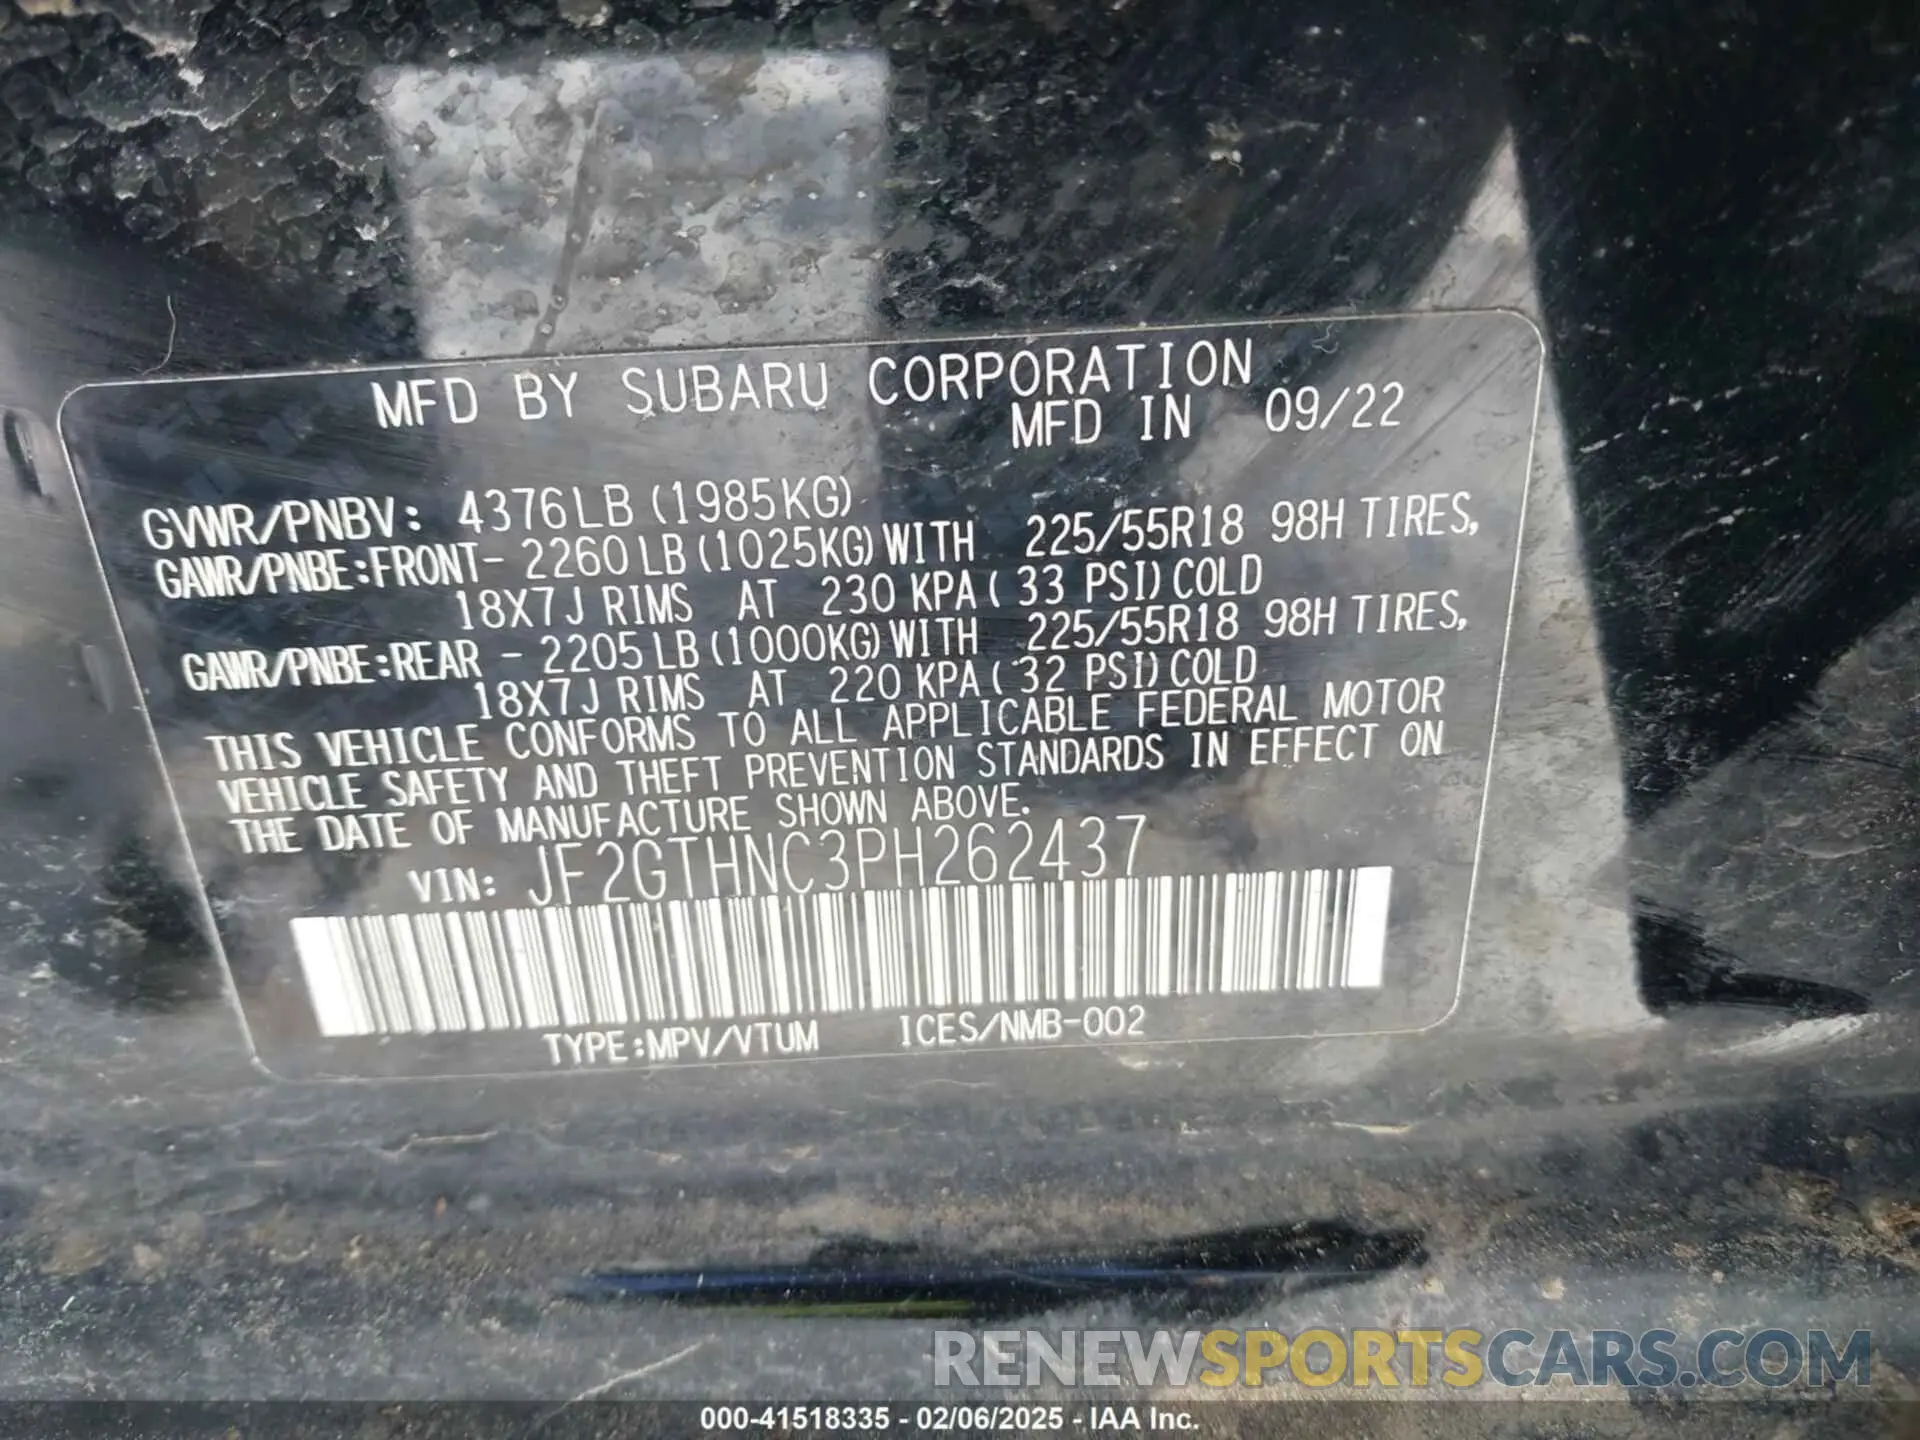 MFD BY SUBARU CORPORATION
MFD IN 09/22
GVWR/PNBV: 4376LB (1985KG)
GAWR/PNBE:FRONT- 2260 LB (1025KG) WITH 225/55R18 98H TIRES,
18X7J RIMS AT 230 KPA ( 33 PSI) COLD
GAWR/PNBE:REAR - 2205 LB (1000KG) WITH 225/55R18 98H TIRES,
18X7J RIMS AT 220 KPA ( 32 PSI) COLD
THIS VEHICLE CONFORMS TO ALL APPLICABLE FEDERAL MOTOR
VEHICLE SAFETY AND THEFT PREVENTION STANDARDS IN EFFECT ON
THE DATE OF MANUFACTURE SHOWN ABOVE.
VIN: JF2GTHNC3PH262437
TYPE:MPV/VTUM ICES/NMB-002
RENEWSPORTSCARS.COM
000-41518335 - 02/06/2025 - IAA Inc.